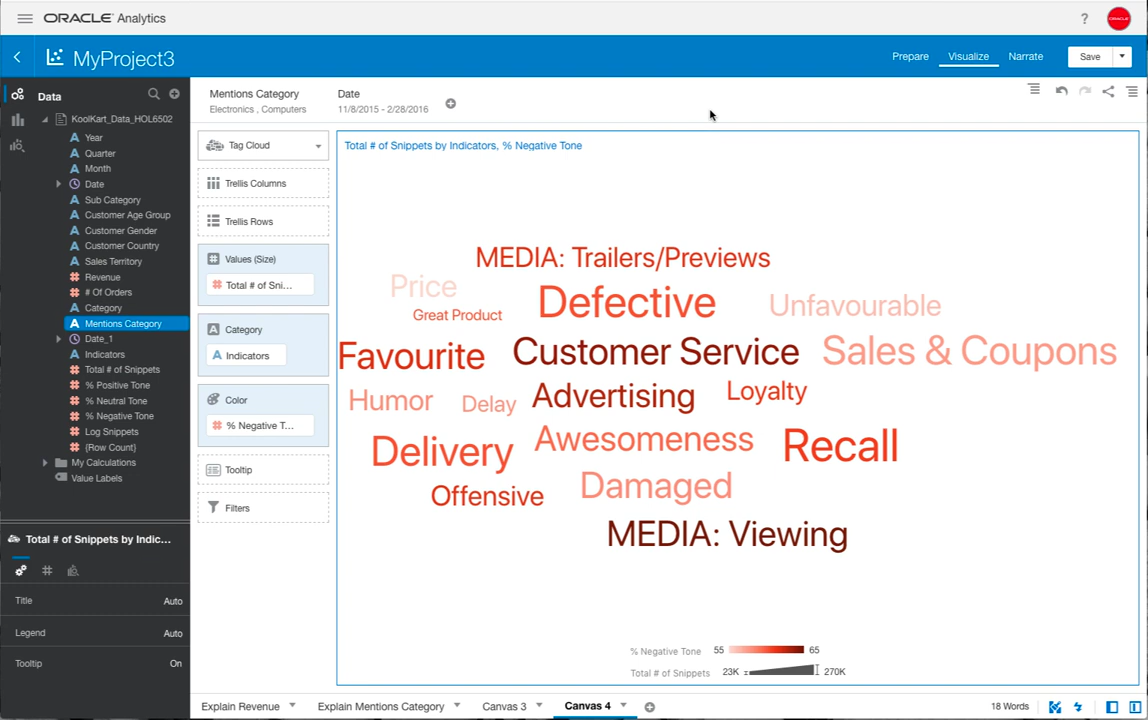 ORACLE Analytics
?
ORACLE
MyProject3
Prepare
Visualize
Narrate
Save
Data
KoolKart_Data_HOL6502
A Year
A Quarter
A Month
Date
A Sub Category
A Customer Age Group
A Customer Gender
A Customer Country
A Sales Territory
# Revenue
# # Of Orders
A Category
A Mentions Category
Date_1
A Indicators
# Total # of Snippets
# % Positive Tone
# % Neutral Tone
# % Negative Tone
# Log Snippets
# {Row Count}
My Calculations
Value Labels
Total # of Snippets by Indic...
Title Auto
Legend Auto
Tooltip On
Mentions Category
Electronics , Computers
Date
11/8/2015 - 2/28/2016
Tag Cloud
Trellis Columns
Trellis Rows
# Values (Size)
# Total # of Sni...
A Category
A Indicators
Color
# % Negative T...
Tooltip
Filters
Total # of Snippets by Indicators, % Negative Tone
MEDIA: Trailers/Previews
Price
Defective
Unfavourable
Great Product
Favourite
Customer Service
Sales & Coupons
Humor
Delay
Advertising
Loyalty
Delivery
Awesomeness
Recall
Offensive
Damaged
MEDIA: Viewing
% Negative Tone 55 65
Total # of Snippets 23K 270K
Explain Revenue
Explain Mentions Category
Canvas 3
Canvas 4
18 Words